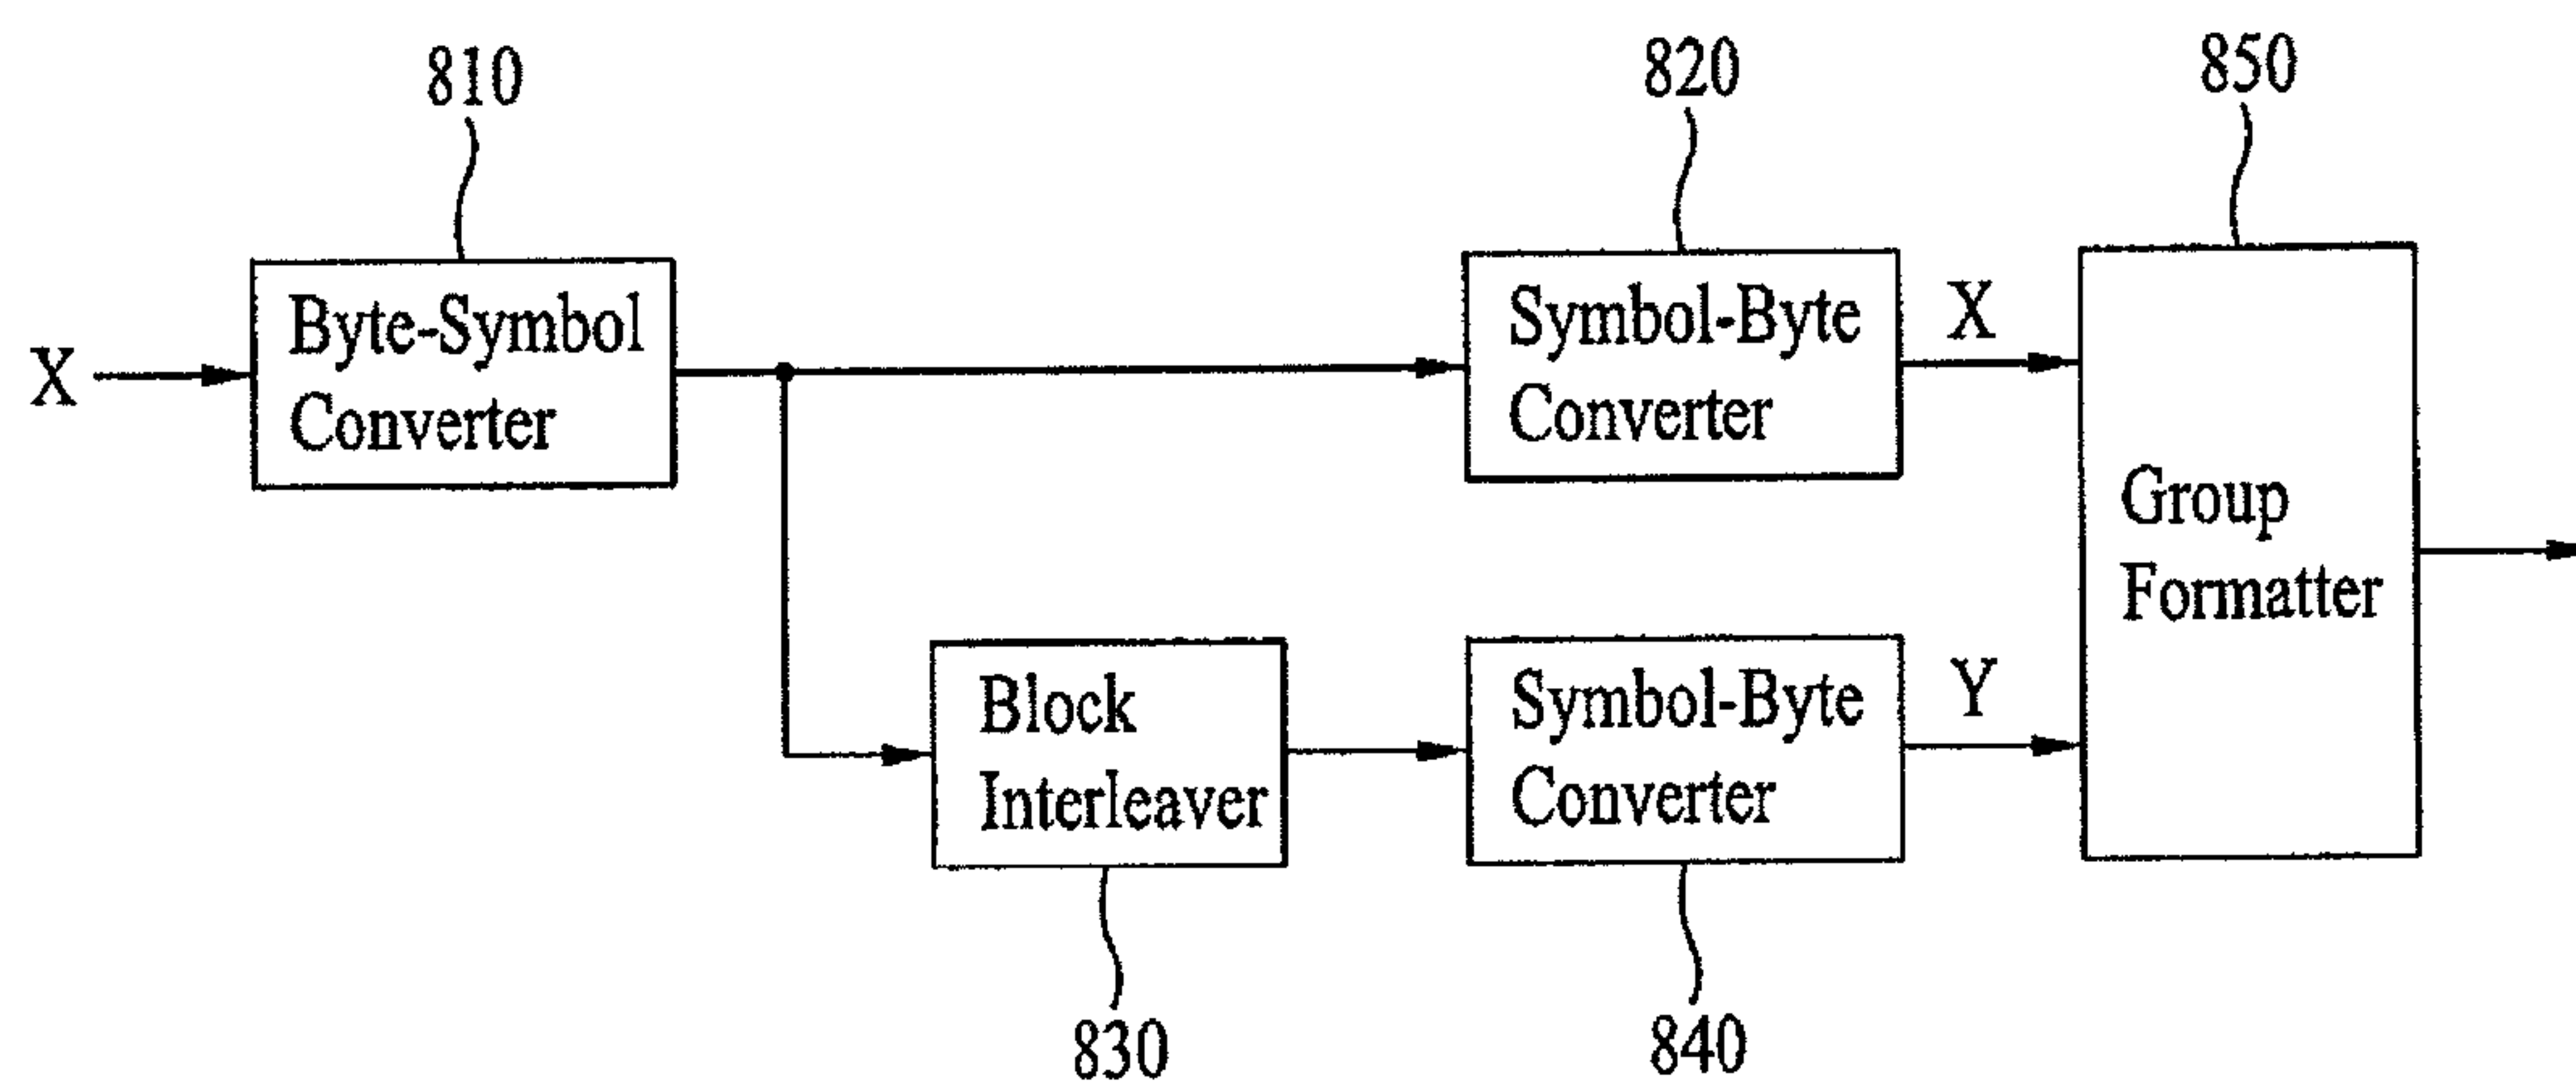 810
820
850
X
Byte-Symbol
Converter
Symbol-Byte
Converter
X
Group
Formatter
Block
Interleaver
Symbol-Byte
Converter
Y
830
840